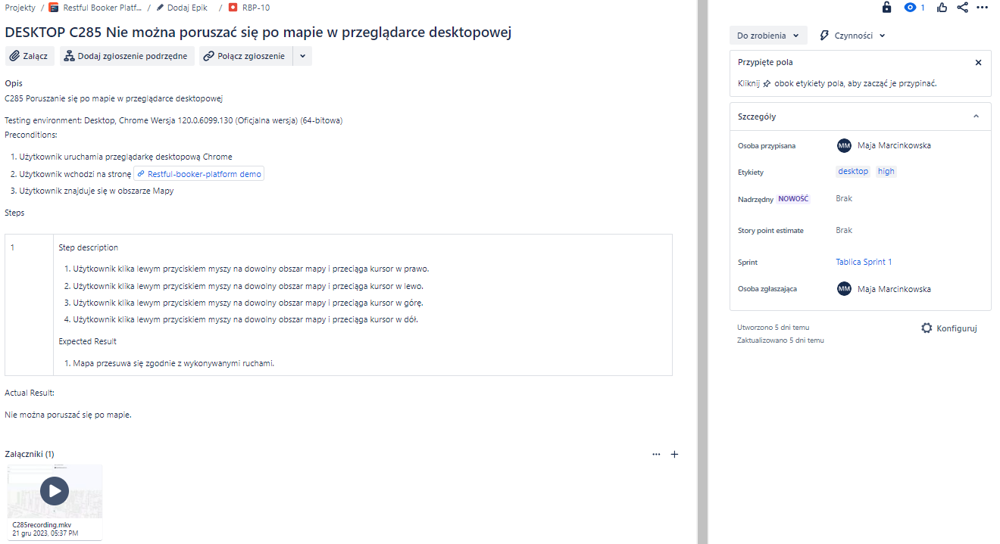 Projekty / Restful Booker Platf... / Dodaj Epik / RBP-10
1
DESKTOP C285 Nie można poruszać się po mapie w przeglądarce desktopowej
Załącz Dodaj zgłoszenie podrzędne Połącz zgłoszenie
Opis
C285 Poruszanie się po mapie w przeglądarce desktopowej
Testing environment: Desktop, Chrome Wersja 120.0.6099.130 (Oficjalna wersja) (64-bitowa)
Preconditions:
1. Użytkownik uruchamia przeglądarkę desktopową Chrome
2. Użytkownik wchodzi na stronę Restful-booker-platform demo
3. Użytkownik znajduje się w obszarze Mapy
Steps
1
Step description
1. Użytkownik klika lewym przyciskiem myszy na dowolny obszar mapy i przeciąga kursor w prawo.
2. Użytkownik klika lewym przyciskiem myszy na dowolny obszar mapy i przeciąga kursor w lewo.
3. Użytkownik klika lewym przyciskiem myszy na dowolny obszar mapy i przeciąga kursor w górę.
4. Użytkownik klika lewym przyciskiem myszy na dowolny obszar mapy i przeciąga kursor w dół.
Expected Result
1. Mapa przesuwa się zgodnie z wykonywanymi ruchami.
Actual Result:
Nie można poruszać się po mapie.
Załączniki (1)
C285recording.mkv
21 gru 2023, 05:37 PM
Do zrobienia Czynności
Przypięte pola
Kliknij obok etykiety pola, aby zacząć je przypinać.
Szczegóły
Osoba przypisana MM Maja Marcinkowska
Etykiety desktop high
Nadrzędny NOWOŚĆ Brak
Story point estimate Brak
Sprint Tablica Sprint 1
Osoba zgłaszająca MM Maja Marcinkowska
Utworzono 5 dni temu
Konfiguruj
Zaktualizowano 5 dni temu